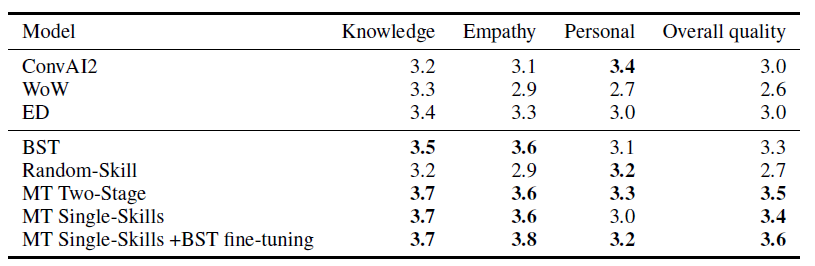 Model Knowledge Empathy Personal Overall quality
ConvAI2 3.2 3.1 3.4 3.0
WoW 3.3 2.9 2.7 2.6
ED 3.4 3.3 3.0 3.0
BST 3.5 3.6 3.1 3.3
Random-Skill 3.2 2.9 3.2 2.7
MT Two-Stage 3.7 3.6 3.3 3.5
MT Single-Skills 3.7 3.6 3.0 3.4
MT Single-Skills +BST fine-tuning 3.7 3.8 3.2 3.6